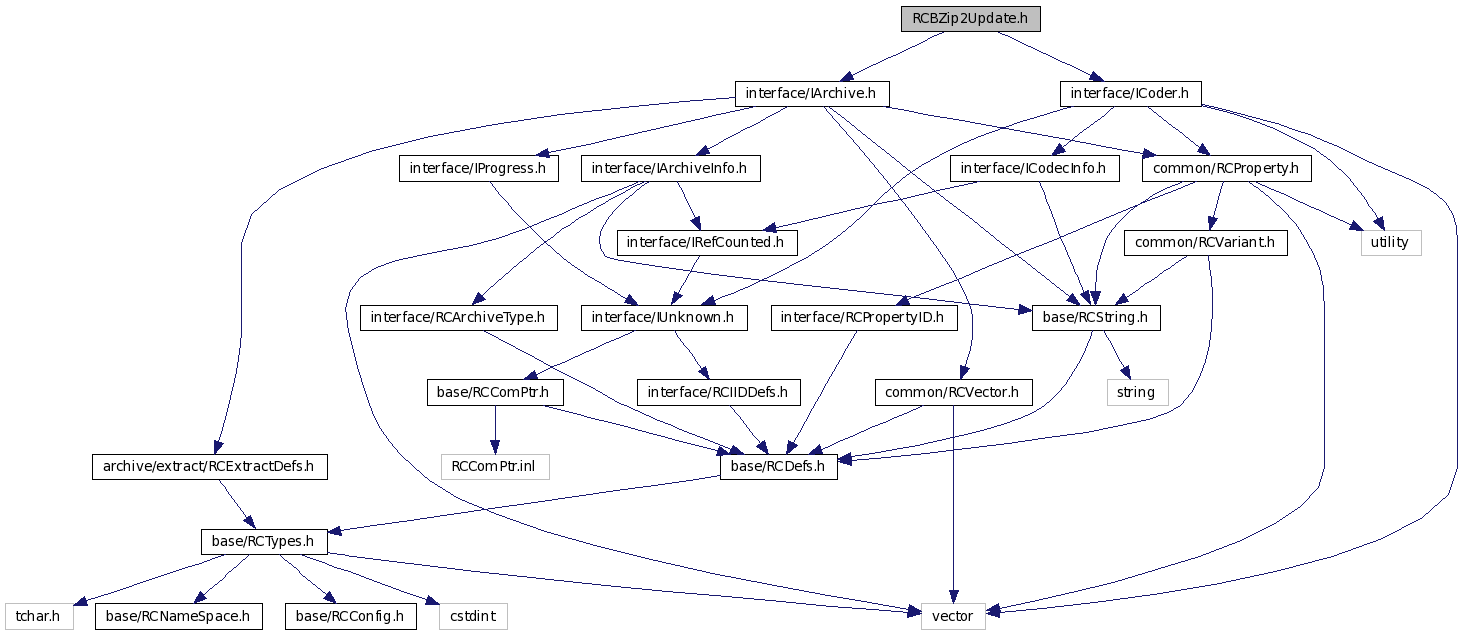 RCBZip2Update.h
interface/IArchive.h
interface/ICoder.h
interface/IProgress.h
interface/IArchiveInfo.h
interface/ICodecInfo.h
common/RCProperty.h
interface/IRefCounted.h
common/RCVariant.h
utility
interface/RCArchiveType.h
interface/IUnknown.h
interface/RCPropertyID.h
base/RCString.h
base/RCComPtr.h
interface/RCIIDDefs.h
common/RCVector.h
string
archive/extract/RCExtractDefs.h
RCComPtr.inl
base/RCDefs.h
base/RCTypes.h
tchar.h
base/RCNameSpace.h
base/RCConfig.h
cstdint
vector